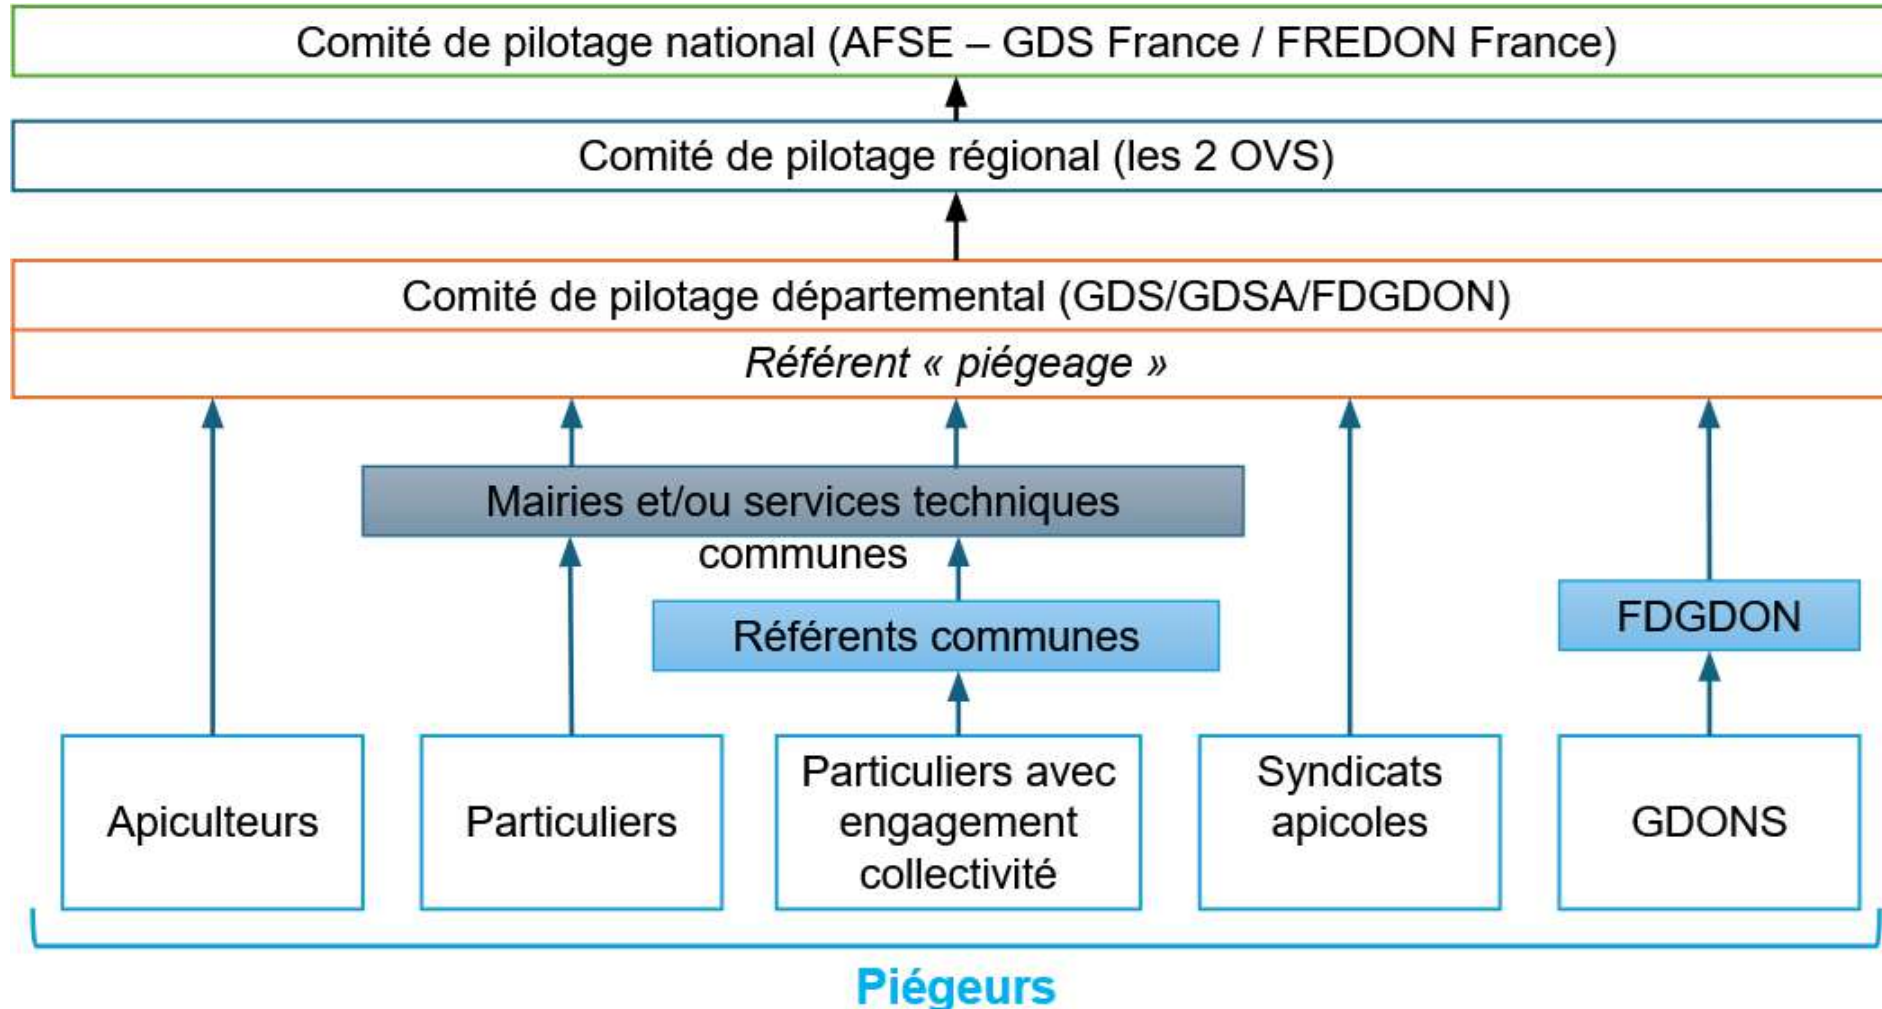 Comité de pilotage national (AFSE – GDS France / FREDON France)
Comité de pilotage régional (les 2 OVS)
Comité de pilotage départemental (GDS/GDSA/FDGDON)
Référent « piégeage »
Mairies et/ou services techniques
communes
Référents communes
FDGDON
Apiculteurs
Particuliers
Particuliers avec
engagement
collectivité
Syndicats
apicoles
GDONS
Piégeurs